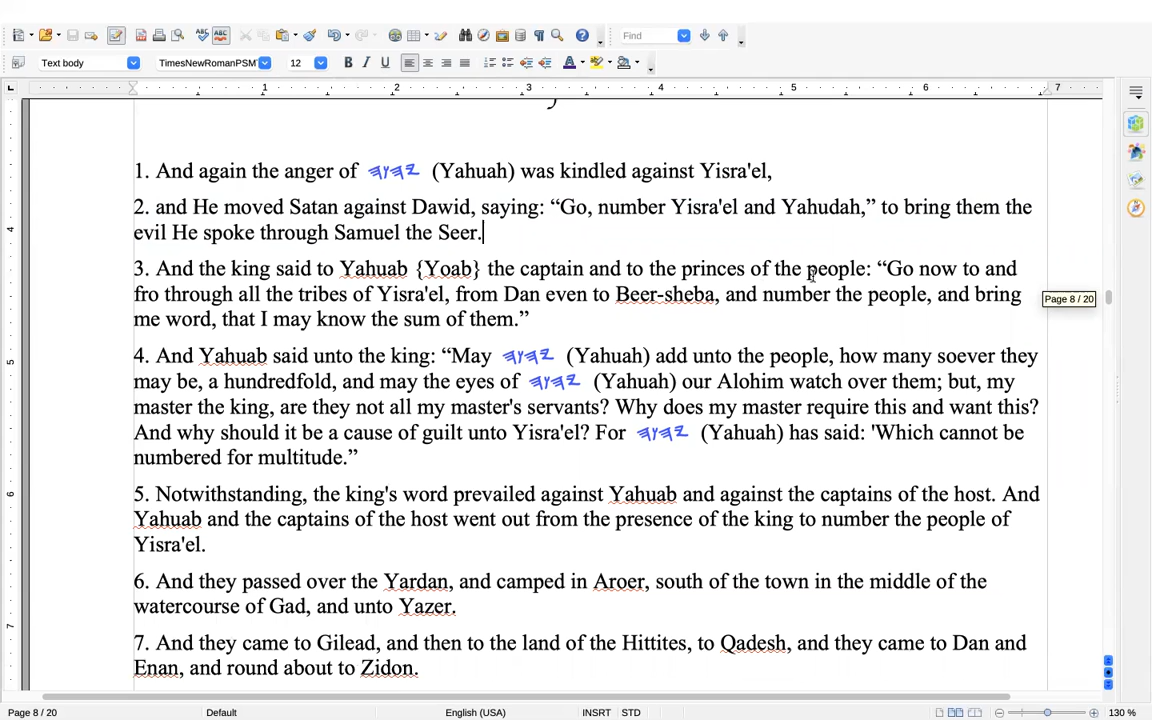 Find
Text body
TimesNewRomanPSMT
12
B I U
1 2 3 4 5 6 7
1. And again the anger of 𐤉𐤄𐤅𐤄 (Yahuah) was kindled against Yisra'el,
2. and He moved Satan against Dawid, saying: “Go, number Yisra'el and Yahudah,” to bring them the
evil He spoke through Samuel the Seer.
3. And the king said to Yahuab {Yoab} the captain and to the princes of the people: “Go now to and
fro through all the tribes of Yisra'el, from Dan even to Beer-sheba, and number the people, and bring
me word, that I may know the sum of them.”
Page 8 / 20
4. And Yahuab said unto the king: “May 𐤉𐤄𐤅𐤄 (Yahuah) add unto the people, how many soever they
may be, a hundredfold, and may the eyes of 𐤉𐤄𐤅𐤄 (Yahuah) our Alohim watch over them; but, my
master the king, are they not all my master's servants? Why does my master require this and want this?
And why should it be a cause of guilt unto Yisra'el? For 𐤉𐤄𐤅𐤄 (Yahuah) has said: 'Which cannot be
numbered for multitude.”
5. Notwithstanding, the king's word prevailed against Yahuab and against the captains of the host. And
Yahuab and the captains of the host went out from the presence of the king to number the people of
Yisra'el.
6. And they passed over the Yardan, and camped in Aroer, south of the town in the middle of the
watercourse of Gad, and unto Yazer.
7. And they came to Gilead, and then to the land of the Hittites, to Qadesh, and they came to Dan and
Enan, and round about to Zidon.
4
5
6
7
Page 8 / 20
Default
English (USA)
INSRT STD
130 %